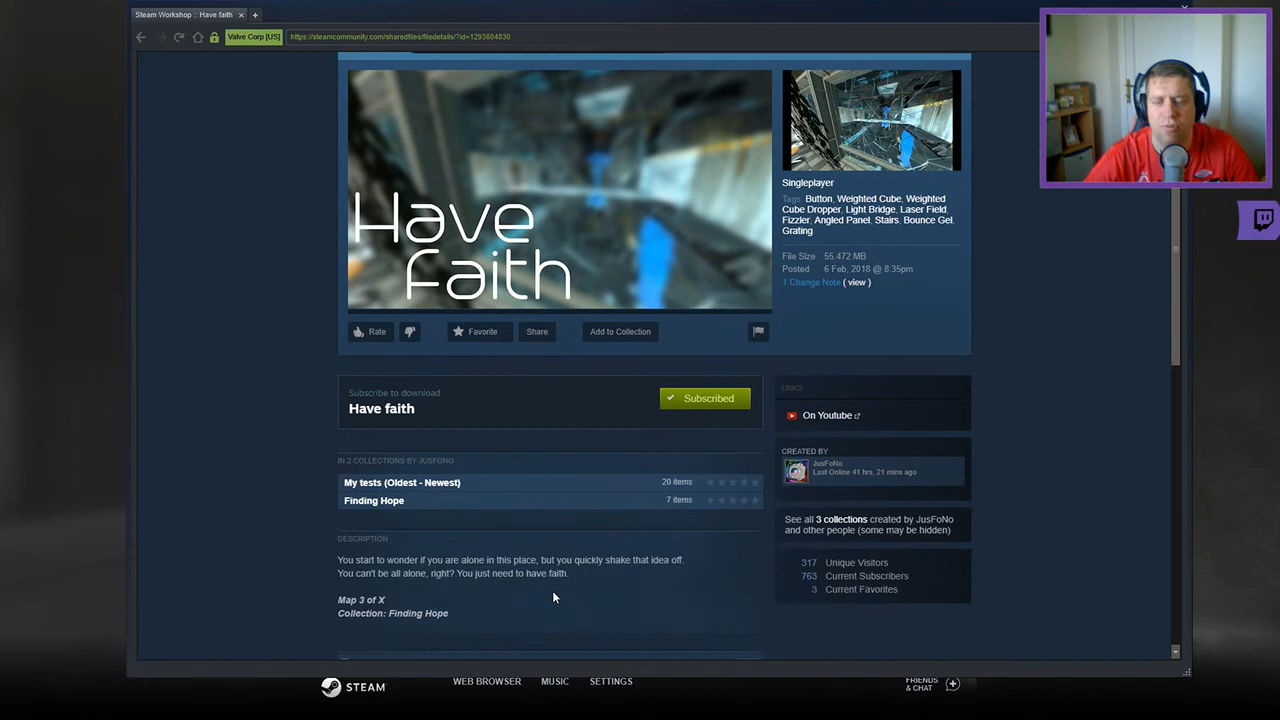 Steam Workshop :: Have faith
Valve Corp [US]
https://steamcommunity.com/sharedfiles/filedetails/?id=1293604830
Have
faith
Singleplayer
Tags: Button, Weighted Cube, Weighted
Cube Dropper, Light Bridge, Laser Field,
Fizzler, Angled Panel, Stairs, Bounce Gel,
Grating
File Size 55.472 MB
Posted 6 Feb, 2018 @ 8:35pm
1 Change Note ( view )
Rate
Favorite
Share
Add to Collection
Subscribe to download
Have faith
Subscribed
LINKS
On Youtube
CREATED BY
JusFoNo
Last Online 41 hrs, 21 mins ago
IN 2 COLLECTIONS BY JUSFONO
My tests (Oldest - Newest) 20 items
Finding Hope 7 items
See all 3 collections created by JusFoNo
and other people (some may be hidden)
DESCRIPTION
You start to wonder if you are alone in this place, but you quickly shake that idea off.
You can't be all alone, right? You just need to have faith.
Map 3 of X
Collection: Finding Hope
317 Unique Visitors
763 Current Subscribers
3 Current Favorites
STEAM
WEB BROWSER
MUSIC
SETTINGS
FRIENDS
& CHAT